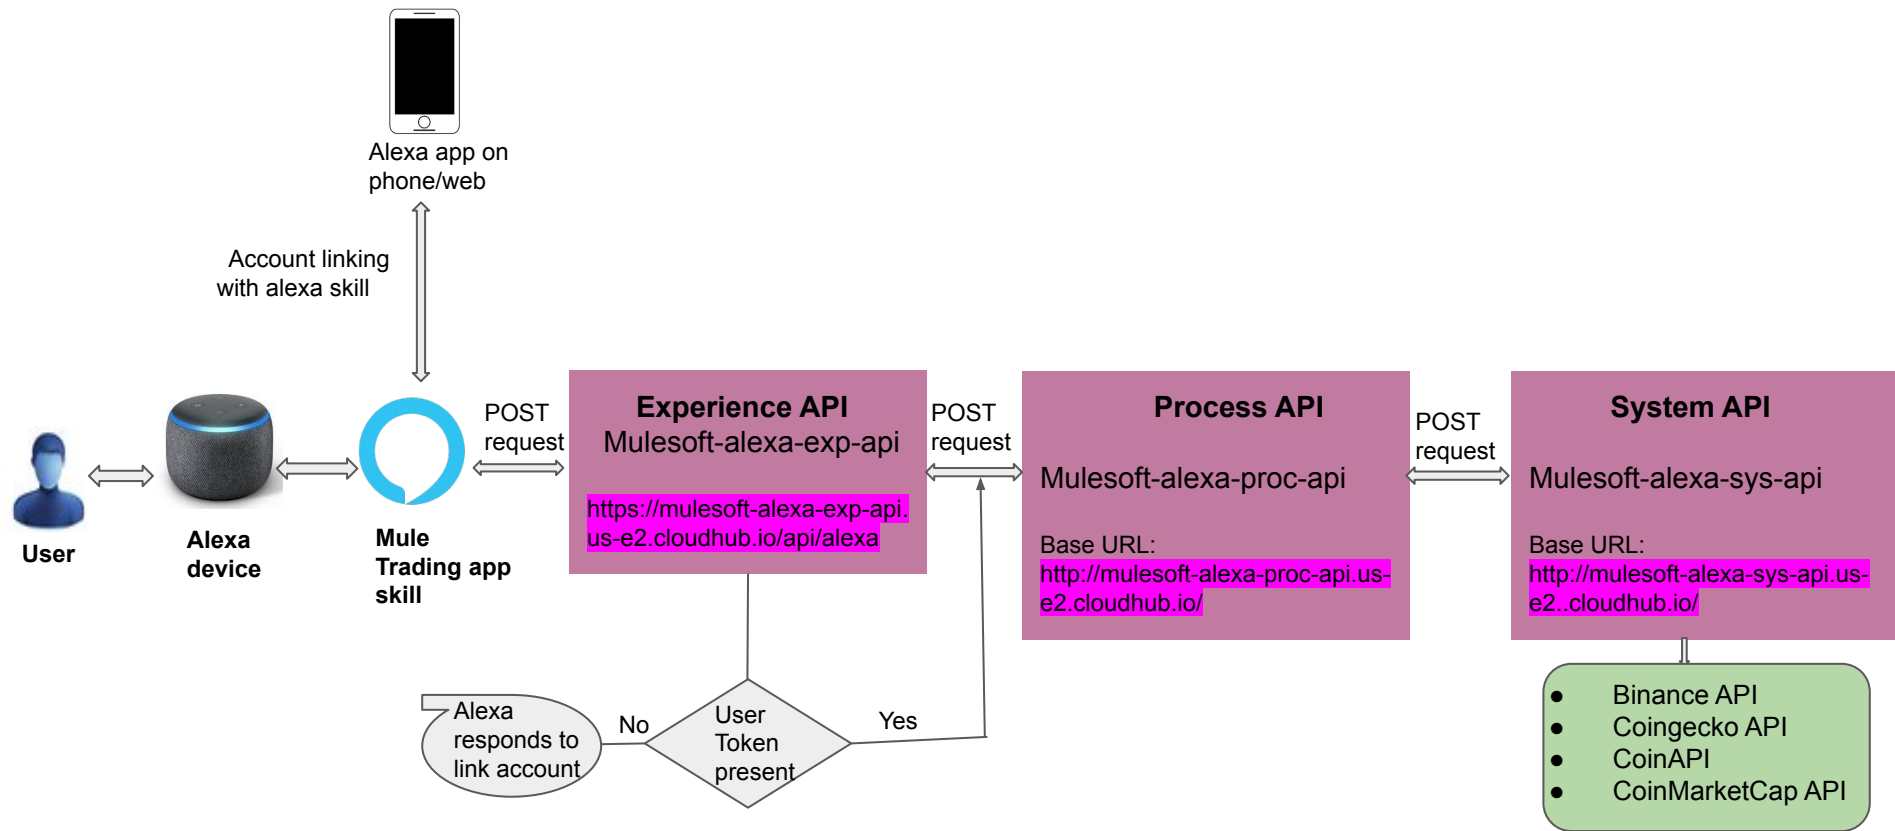 Alexa app on
phone/web
Account linking
with alexa skill
User
Alexa
device
Mule
Trading app
skill
POST
request
Experience API
Mulesoft-alexa-exp-api
https://mulesoft-alexa-exp-api.
us-e2.cloudhub.io/api/alexa
POST
request
Process API
Mulesoft-alexa-proc-api
Base URL:
http://mulesoft-alexa-proc-api.us-
e2.cloudhub.io/
POST
request
System API
Mulesoft-alexa-sys-api
Base URL:
http://mulesoft-alexa-sys-api.us-
e2..cloudhub.io/
Alexa
responds to
link account
No
User
Token
present
Yes
● Binance API
● Coingecko API
● CoinAPI
● CoinMarketCap API